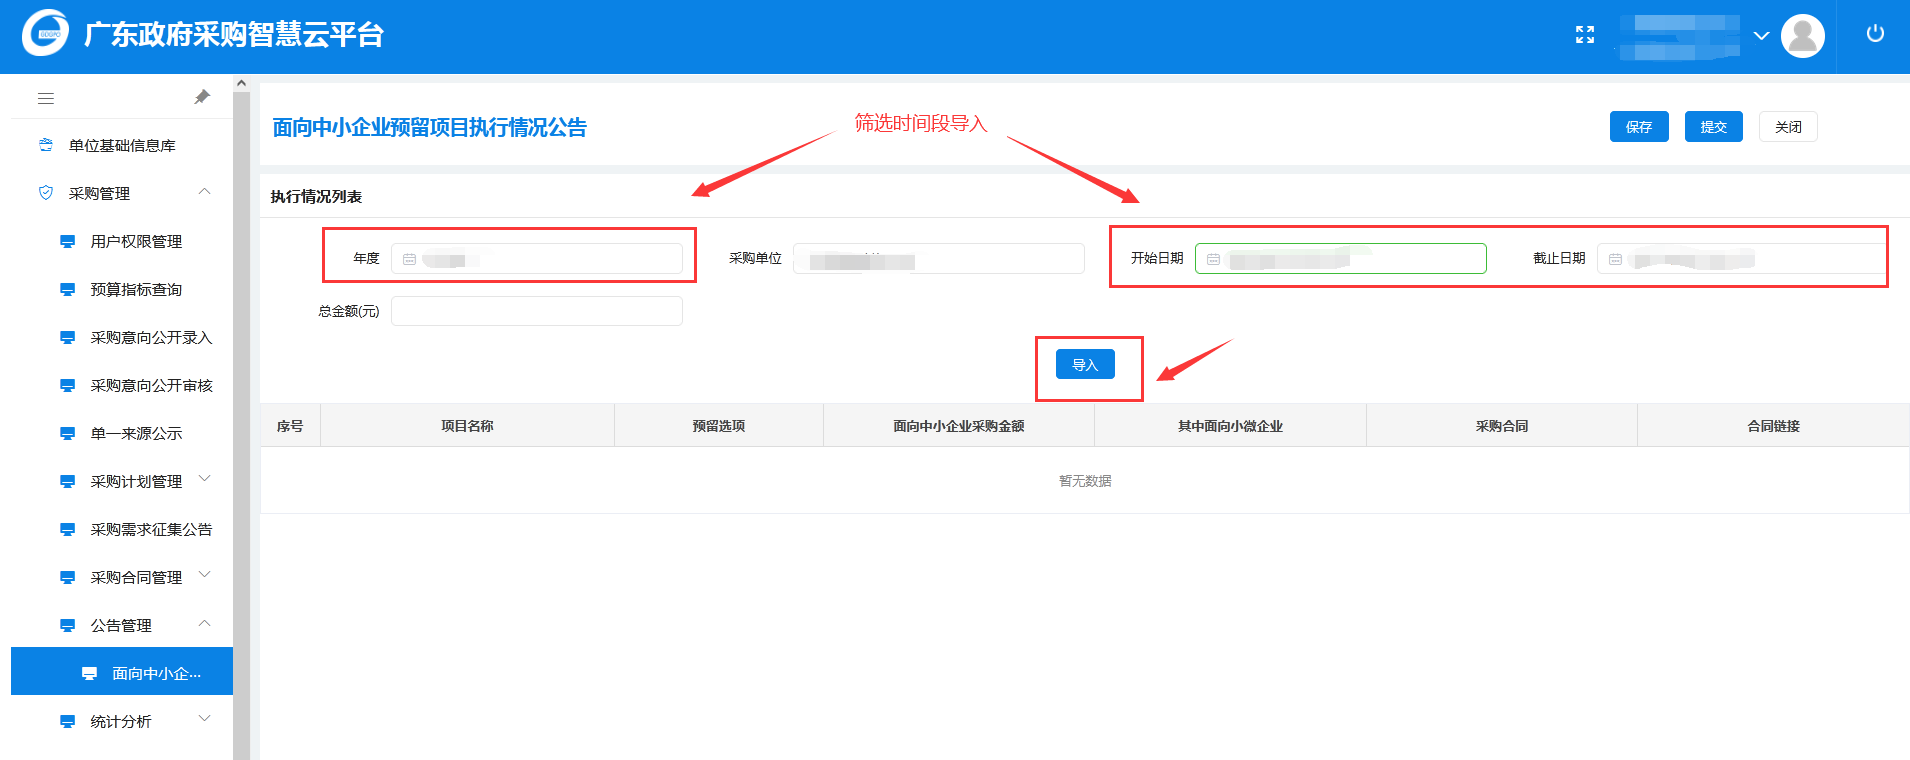 广东政府采购智慧云平台
单位基础信息库
采购管理
用户权限管理
预算指标查询
采购意向公开录入
采购意向公开审核
单一来源公示
采购计划管理
采购需求征集公告
采购合同管理
公告管理
面向中小企...
统计分析
面向中小企业预留项目执行情况公告
筛选时间段导入
保存 提交 关闭
执行情况列表
年度 采购单位 开始日期 截止日期
总金额(元)
导入
序号 项目名称 预留选项 面向中小企业采购金额 其中面向小微企业 采购合同 合同链接
暂无数据